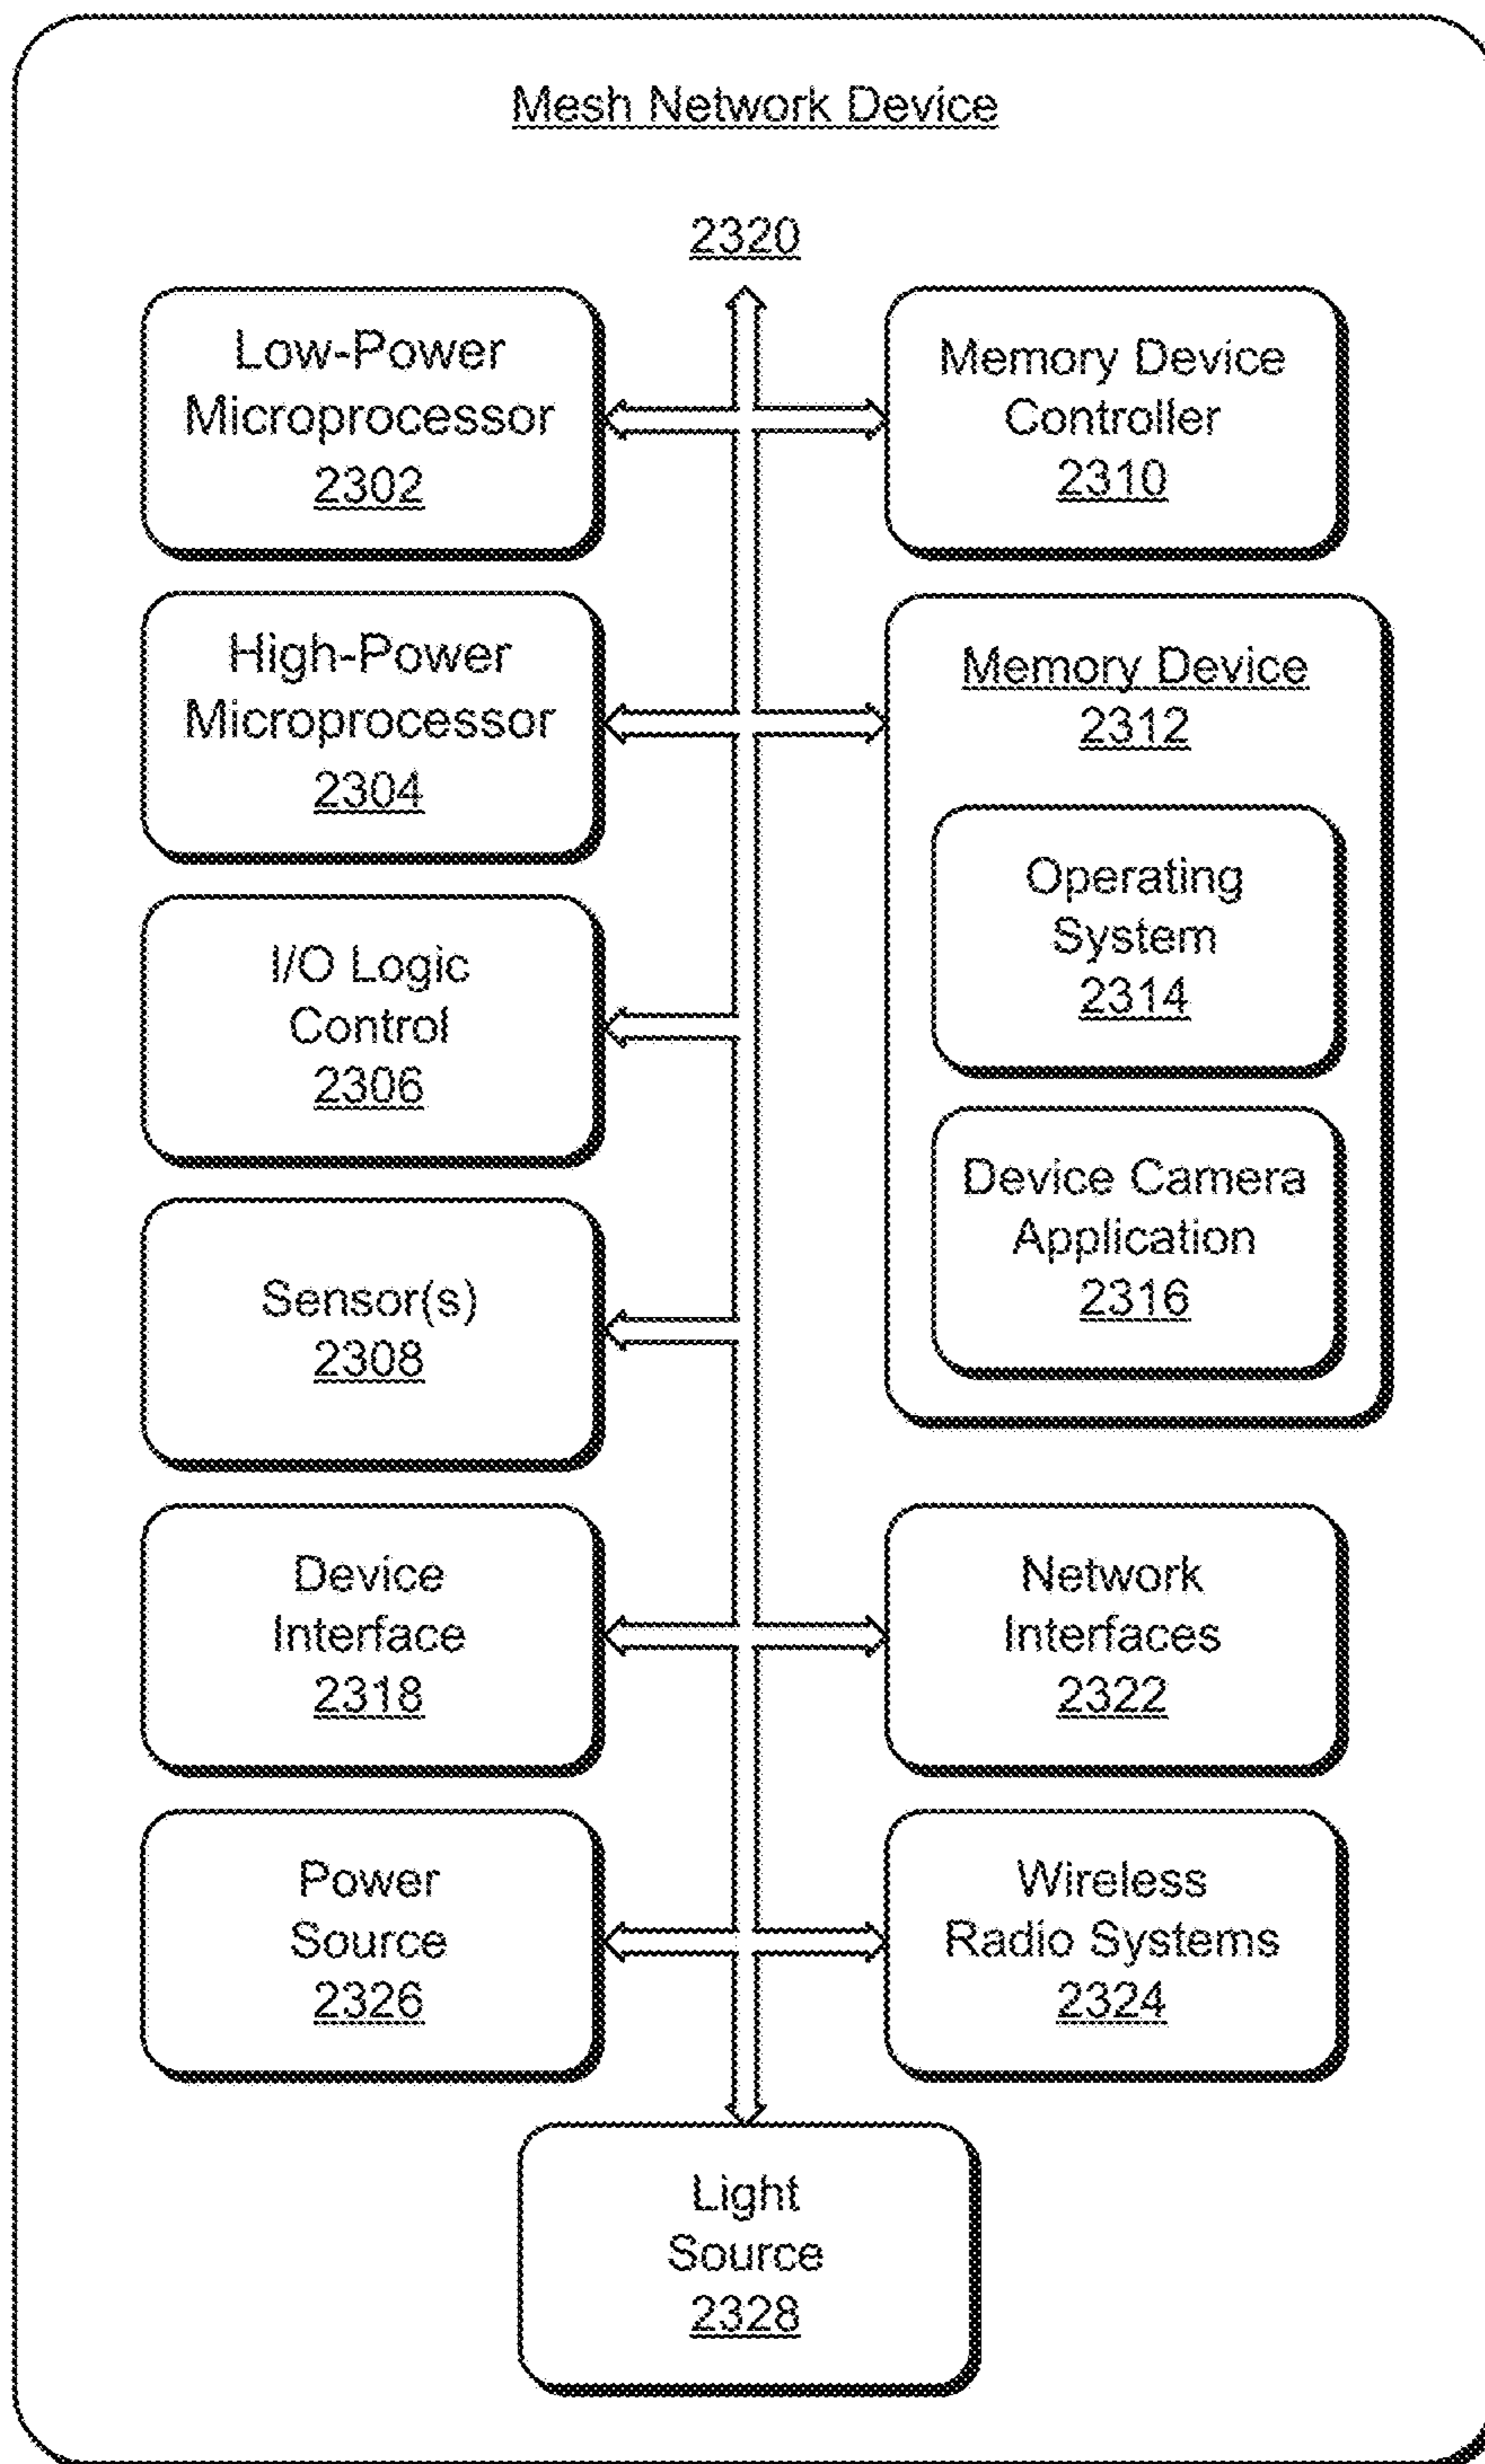 Mesh Network Device
2320
Low-Power
Microprocessor
2302
Memory Device
Controller
2310
High-Power
Microprocessor
2304
Memory Device
2312
Operating
System
2314
I/O Logic
Control
2306
Device Camera
Application
2316
Sensor(s)
2308
Device
Interface
2318
Network
Interfaces
2322
Power
Source
2326
Wireless
Radio Systems
2324
Light
Source
2328